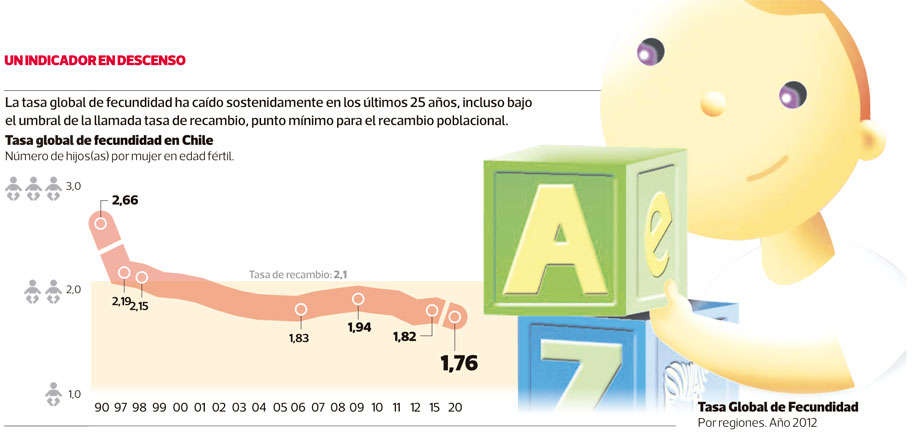 UN INDICADOR EN DESCENSO
La tasa global de fecundidad ha caído sostenidamente en los últimos 25 años, incluso bajo
el umbral de la llamada tasa de recambio, punto mínimo para el recambio poblacional.
Tasa global de fecundidad en Chile
Número de hijos(as) por mujer en edad fértil.
3,0
2,66
Tasa de recambio: 2,1
2,0
2,19
2,15
1,83
1,94
1,82
1,76
1,0
90 97 98 99 00 01 02 03 04 05 06 07 08 09 10 11 12 15 20
A
e
Z
Tasa Global de Fecundidad
Por regiones. Año 2012